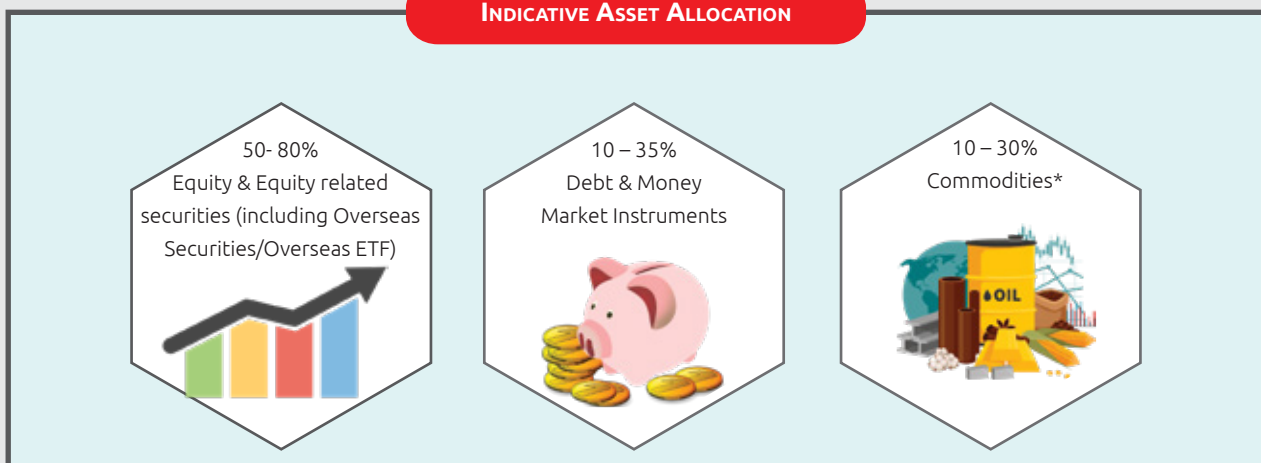 INDICATIVE ASSET ALLOCATION
50- 80%
Equity & Equity related
securities (including Overseas
Securities/Overseas ETF)
10 – 35%
Debt & Money
Market Instruments
10 – 30%
Commodities*
OIL